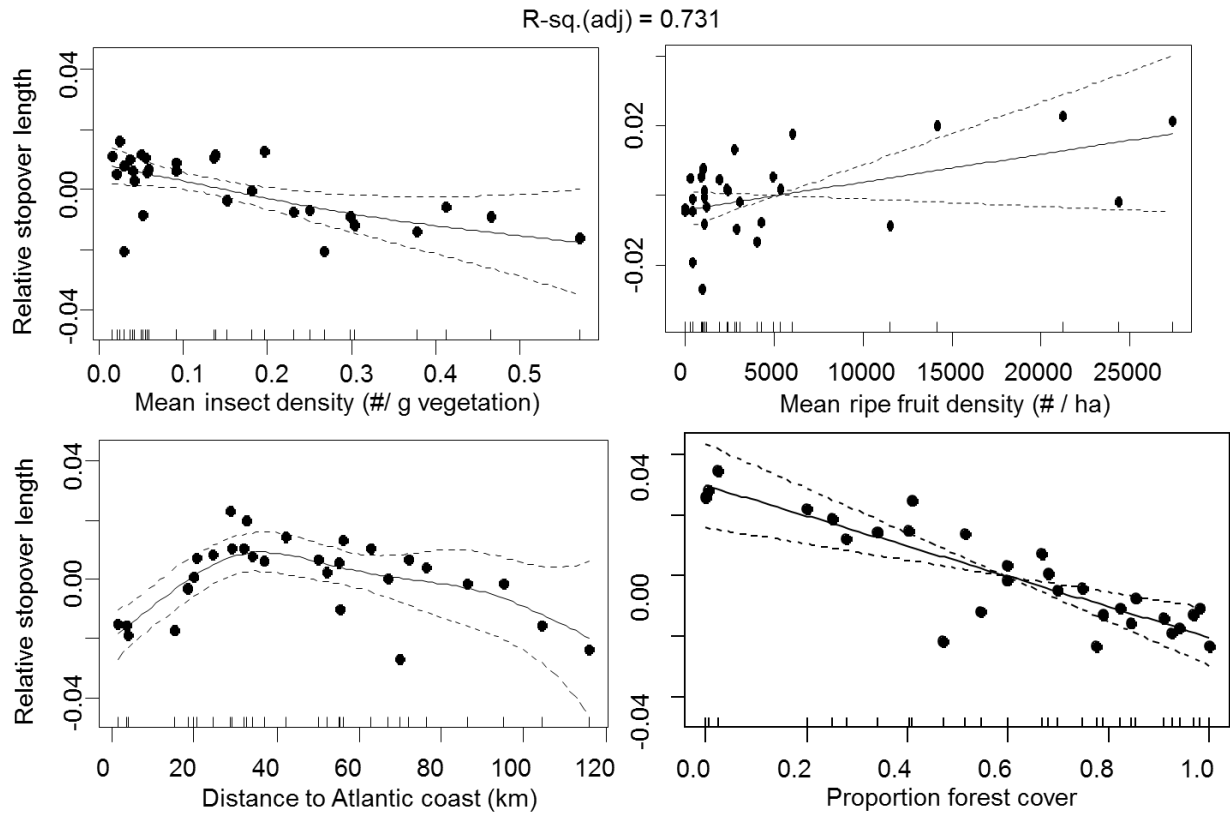 R-sq.(adj) = 0.731
Relative stopover length
0.04
0.00
-0.04
0.0 0.1 0.2 0.3 0.4 0.5
Mean insect density (#/ g vegetation)
0.02
-0.02
0 5000 10000 15000 20000 25000
Mean ripe fruit density (# / ha)
Relative stopover length
0.04
0.00
-0.04
0 20 40 60 80 100 120
Distance to Atlantic coast (km)
0.04
0.00
-0.04
0.0 0.2 0.4 0.6 0.8 1.0
Proportion forest cover